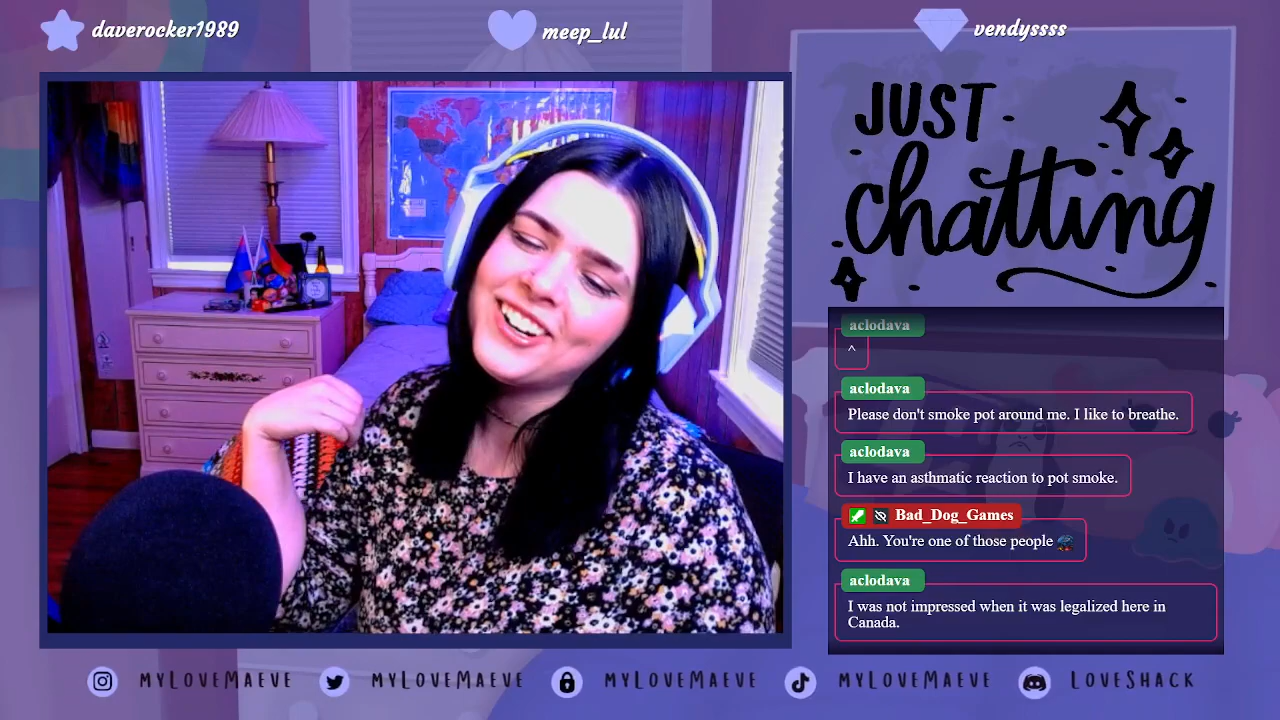 daverocker1989
meep_lul
vendyssss
JUST
chatting
aclodava
^
aclodava
Please don't smoke pot around me. I like to breathe.
aclodava
I have an asthmatic reaction to pot smoke.
Bad_Dog_Games
Ahh. You're one of those people
aclodava
I was not impressed when it was legalized here in
Canada.
MYLOVEMAEVE
MYLOVEMAEVE
MYLOVEMAEVE
MYLOVEMAEVE
LOVESHACK